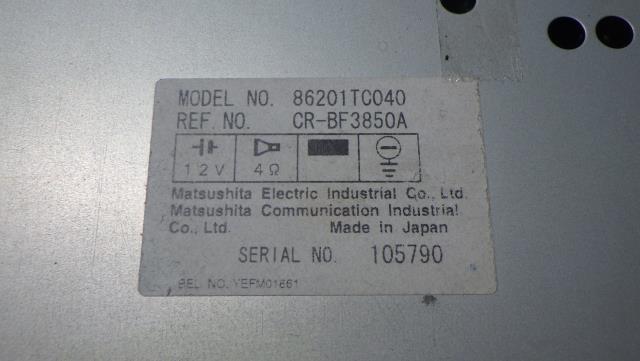 MODEL NO. 86201TC040
REF. NO. CR-BF3850A
12V 4Ω
Matsushita Electric Industrial Co., Ltd.
Matsushita Communication Industrial
Co., Ltd. Made in Japan
SERIAL NO. 105790
BEL NO. YEFM01661